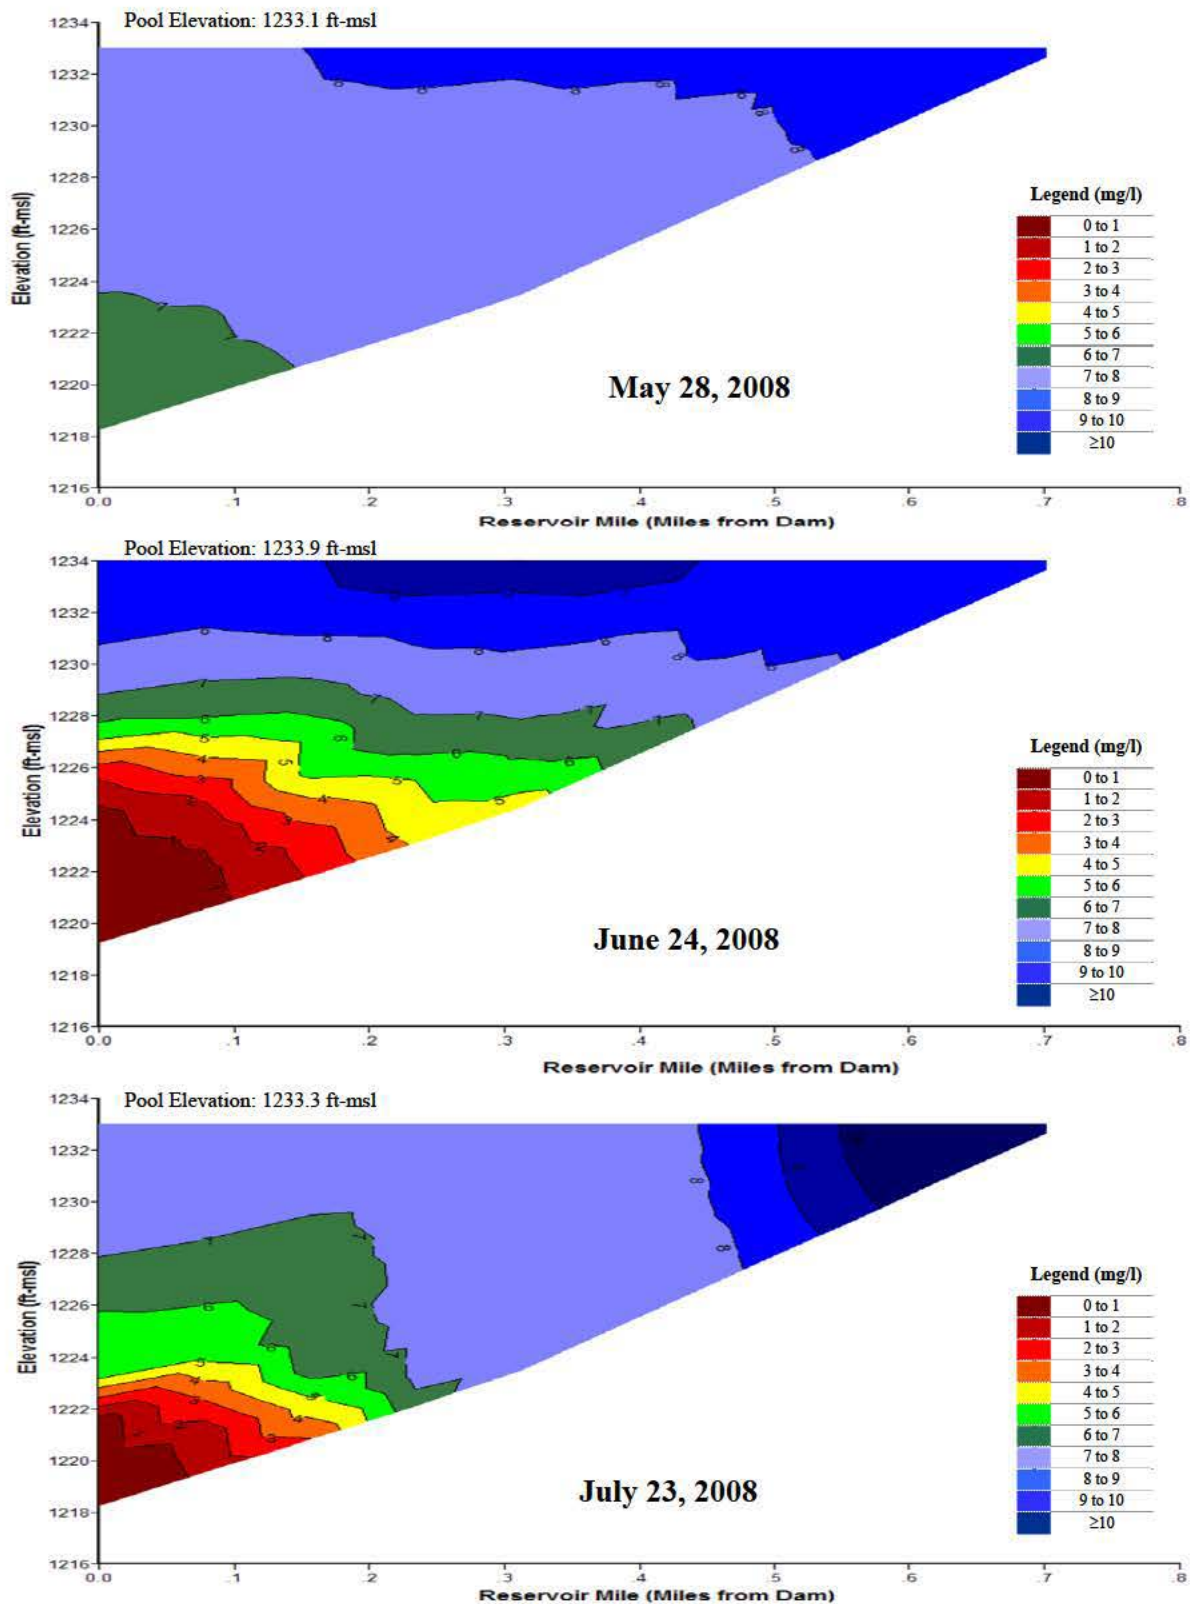 Pool Elevation: 1233.1 ft-msl
1234
1232
1230
1228
1226
1224
1222
1220
1218
1216
Elevation (ft-msl)
0.0 .1 .2 .3 .4 .5 .6 .7 .8
Reservoir Mile (Miles from Dam)
May 28, 2008
Legend (mg/l)
0 to 1
1 to 2
2 to 3
3 to 4
4 to 5
5 to 6
6 to 7
7 to 8
8 to 9
9 to 10
≥10
Pool Elevation: 1233.9 ft-msl
1234
1232
1230
1228
1226
1224
1222
1220
1218
1216
Elevation (ft-msl)
0.0 .1 .2 .3 .4 .5 .6 .7 .8
Reservoir Mile (Miles from Dam)
June 24, 2008
Legend (mg/l)
0 to 1
1 to 2
2 to 3
3 to 4
4 to 5
5 to 6
6 to 7
7 to 8
8 to 9
9 to 10
≥10
Pool Elevation: 1233.3 ft-msl
1234
1232
1230
1228
1226
1224
1222
1220
1218
1216
Elevation (ft-msl)
0.0 .1 .2 .3 .4 .5 .6 .7 .8
Reservoir Mile (Miles from Dam)
July 23, 2008
Legend (mg/l)
0 to 1
1 to 2
2 to 3
3 to 4
4 to 5
5 to 6
6 to 7
7 to 8
8 to 9
9 to 10
≥10